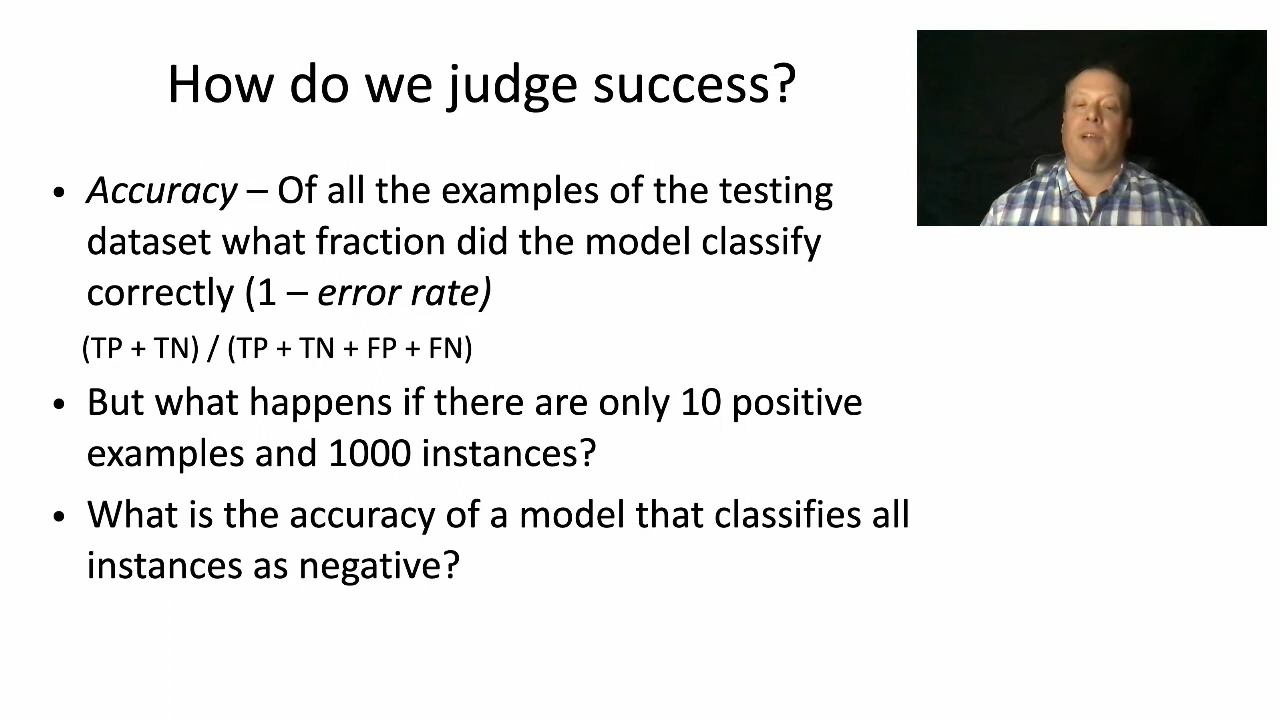 How do we judge success?
• Accuracy – Of all the examples of the testing
dataset what fraction did the model classify
correctly (1 – error rate)
(TP + TN) / (TP + TN + FP + FN)
• But what happens if there are only 10 positive
examples and 1000 instances?
• What is the accuracy of a model that classifies all
instances as negative?